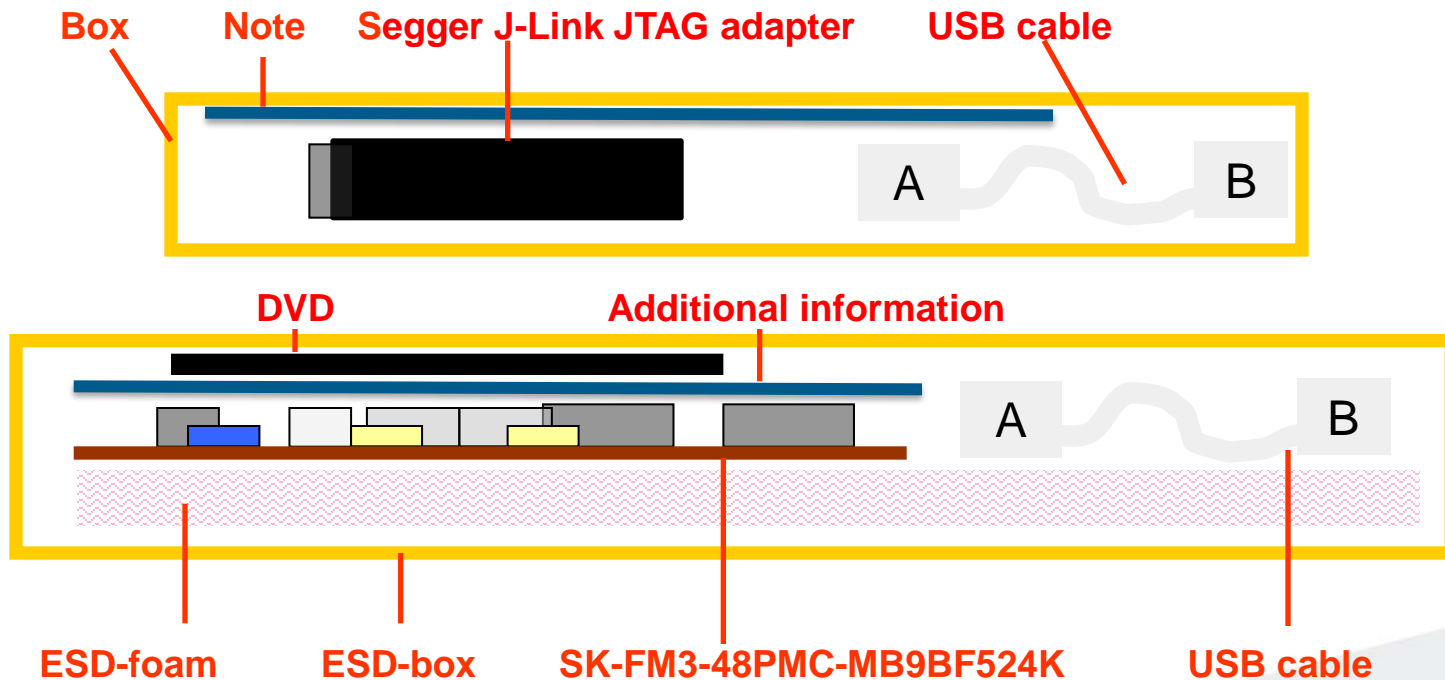 Box Note Segger J-Link JTAG adapter USB cable
A B
DVD Additional information
A B
ESD-foam ESD-box SK-FM3-48PMC-MB9BF524K USB cable